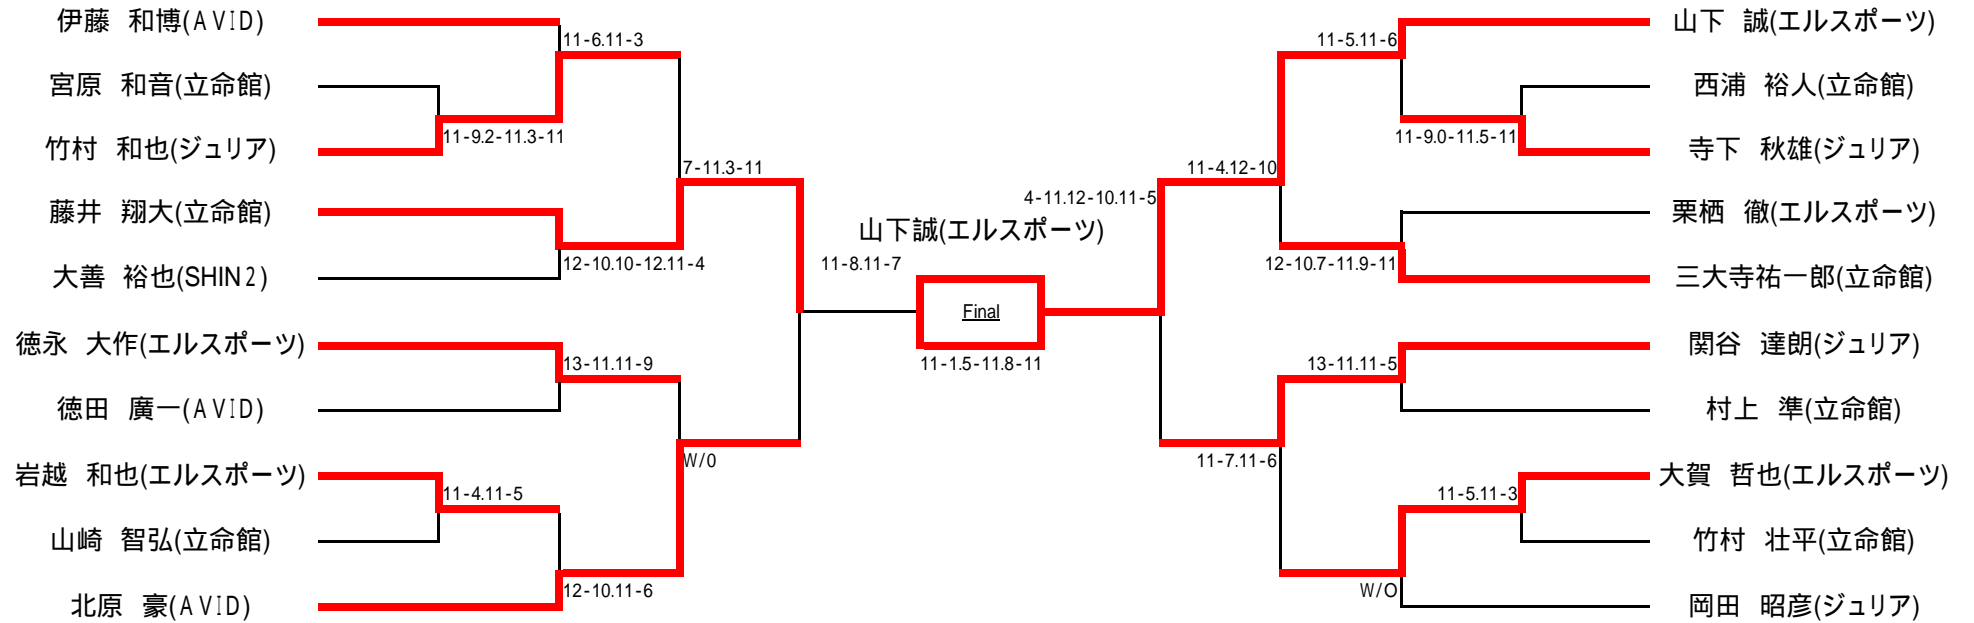 伊藤 和博(AVID)
宮原 和音(立命館)
竹村 和也(ジュリア)
藤井 翔大(立命館)
大善 裕也(SHIN2)
徳永 大作(エルスポーツ)
徳田 廣一(AVID)
岩越 和也(エルスポーツ)
山崎 智弘(立命館)
北原 豪(AVID)
11-6.11-3
11-9.2-11.3-11
7-11.3-11
12-10.10-12.11-4
13-11.11-9
W/0
11-4.11-5
12-10.11-6
山下誠(エルスポーツ)
11-8.11-7
Final
11-1.5-11.8-11
4-11.12-10.11-5
11-5.11-6
11-9.0-11.5-11
11-4.12-10
12-10.7-11.9-11
13-11.11-5
11-7.11-6
11-5.11-3
W/O
山下 誠(エルスポーツ)
西浦 裕人(立命館)
寺下 秋雄(ジュリア)
栗栖 徹(エルスポーツ)
三大寺祐一郎(立命館)
関谷 達朗(ジュリア)
村上 準(立命館)
大賀 哲也(エルスポーツ)
竹村 壮平(立命館)
岡田 昭彦(ジュリア)